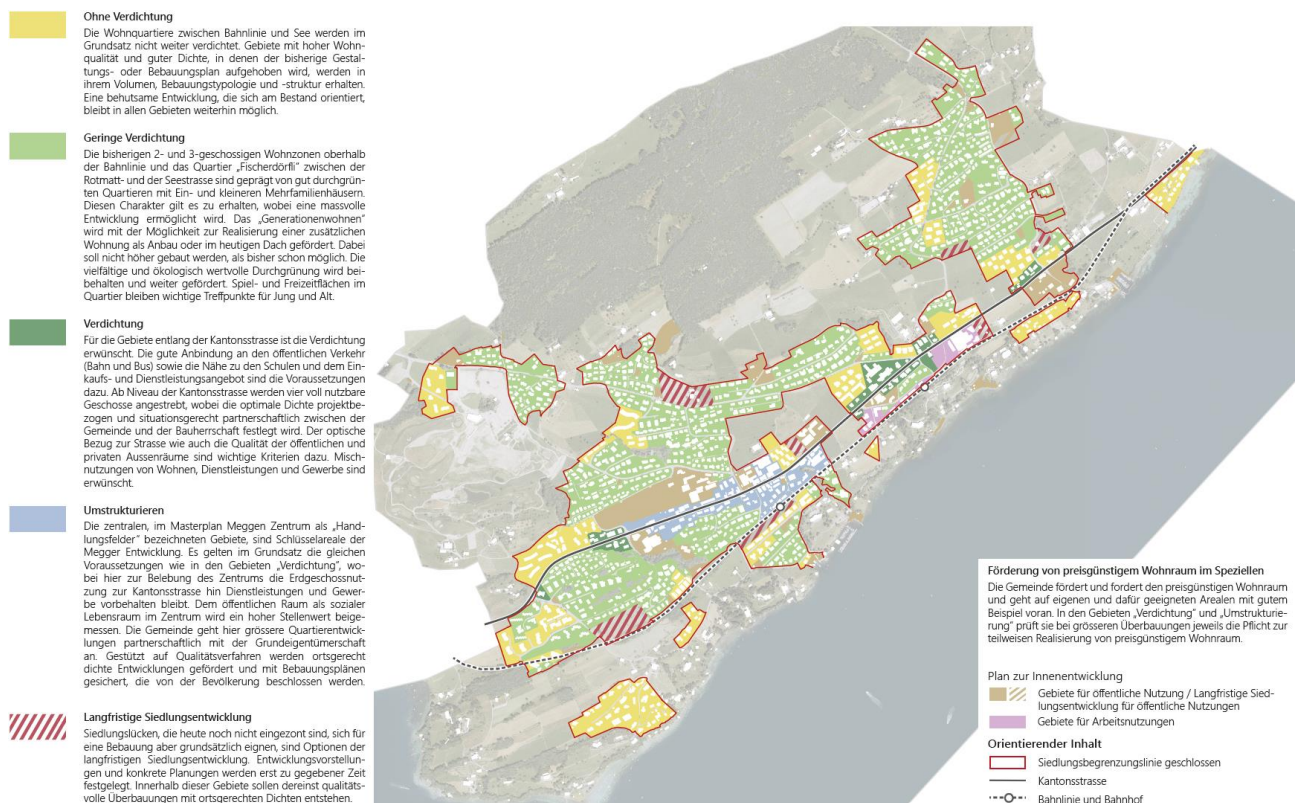 Ohne Verdichtung
Die Wohnquartiere zwischen Bahnlinie und See werden im
Grundsatz nicht weiter verdichtet. Gebiete mit hoher Wohn-
qualität und guter Dichte, in denen der bisherige Gestal-
tungs- oder Bebauungsplan aufgehoben wird, werden in
ihrem Volumen, Bebauungstypologie und -struktur erhalten.
Eine behutsame Entwicklung, die sich am Bestand orientiert,
bleibt in allen Gebieten weiterhin möglich.
Geringe Verdichtung
Die bisherigen 2- und 3-geschossigen Wohnzonen oberhalb
der Bahnlinie und das Quartier „Fischerdörfli" zwischen der
Rotmatt- und der Seestrasse sind geprägt von gut durchgrün-
ten Quartieren mit Ein- und kleineren Mehrfamilienhäusern.
Diesen Charakter gilt es zu erhalten, wobei eine massvolle
Entwicklung ermöglicht wird. Das „Generationenwohnen"
wird mit der Möglichkeit zur Realisierung einer zusätzlichen
Wohnung als Anbau oder im heutigen Dach gefördert. Dabei
soll nicht höher gebaut werden, als bisher schon möglich. Die
vielfältige und ökologisch wertvolle Durchgrünung wird bei-
behalten und weiter gefördert. Spiel- und Freizeitflächen im
Quartier bleiben wichtige Treffpunkte für Jung und Alt.
Verdichtung
Für die Gebiete entlang der Kantonsstrasse ist die Verdichtung
erwünscht. Die gute Anbindung an den öffentlichen Verkehr
(Bahn und Bus) sowie die Nähe zu den Schulen und dem Ein-
kaufs- und Dienstleistungsangebot sind die Voraussetzungen
dazu. Ab Niveau der Kantonsstrasse werden vier voll nutzbare
Geschosse angestrebt, wobei die optimale Dichte projektbe-
zogen und situationsgerecht partnerschaftlich zwischen der
Gemeinde und der Bauherrschaft festlegt wird. Der optische
Bezug zur Strasse wie auch die Qualität der öffentlichen und
privaten Aussenräume sind wichtige Kriterien dazu. Misch-
nutzungen von Wohnen, Dienstleistungen und Gewerbe sind
erwünscht.
Umstrukturieren
Die zentralen, im Masterplan Meggen Zentrum als „Hand-
lungsfelder" bezeichneten Gebiete, sind Schlüsselareale der
Megger Entwicklung. Es gelten im Grundsatz die gleichen
Voraussetzungen wie in den Gebieten „Verdichtung", wo-
bei hier zur Belebung des Zentrums die Erdgeschossnut-
zung zur Kantonsstrasse hin Dienstleistungen und Gewer-
be vorbehalten bleibt. Dem öffentlichen Raum als sozialer
Lebensraum im Zentrum wird ein hoher Stellenwert beige-
messen. Die Gemeinde geht hier grössere Quartierentwick-
lungen partnerschaftlich mit der Grundeigentümerschaft
an. Gestützt auf Qualitätsverfahren werden ortsgerecht
dichte Entwicklungen gefördert und mit Bebauungsplänen
gesichert, die von der Bevölkerung beschlossen werden.
Langfristige Siedlungsentwicklung
Siedlungslücken, die heute noch nicht eingezont sind, sich für
eine Bebauung aber grundsätzlich eignen, sind Optionen der
langfristigen Siedlungsentwicklung. Entwicklungsvorstellun-
gen und konkrete Planungen werden erst zu gegebener Zeit
festgelegt. Innerhalb dieser Gebiete sollen dereinst qualitäts-
volle Überbauungen mit ortsgerechten Dichten entstehen.
Förderung von preisgünstigem Wohnraum im Speziellen
Die Gemeinde fördert und fordert den preisgünstigen Wohnraum
und geht auf eigenen und dafür geeigneten Arealen mit gutem
Beispiel voran. In den Gebieten „Verdichtung" und „Umstrukturie-
rung" prüft sie bei grösseren Überbauungen jeweils die Pflicht zur
teilweisen Realisierung von preisgünstigem Wohnraum.
Plan zur Innenentwicklung
Gebiete für öffentliche Nutzung / Langfristige Sied-
lungsentwicklung für öffentliche Nutzungen
Gebiete für Arbeitsnutzungen
Orientierender Inhalt
Siedlungsbegrenzungslinie geschlossen
Kantonsstrasse
Bahnlinie und Bahnhof